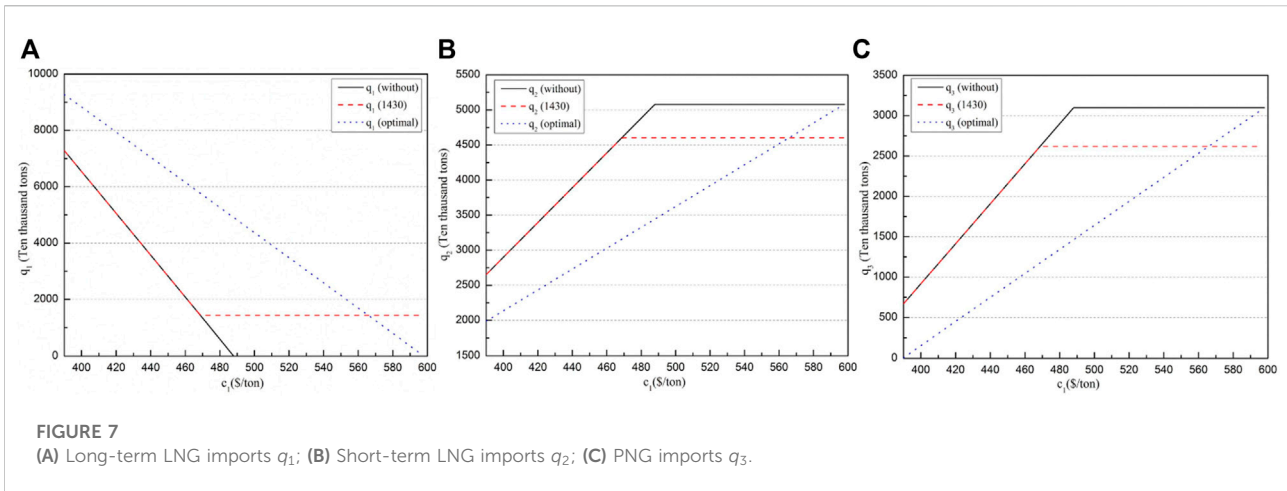 A
10000
8000
6000
4000
2000
0
q1 (Ten thausand tons)
q1 (without)
q1 (1430)
q1 (optimal)
400 420 440 460 480 500 520 540 560 580 600
c1($/ton)
B
5500
5000
4500
4000
3500
3000
2500
2000
1500
q2 (Ten thausand tons)
q2 (without)
q2 (1430)
q2 (optimal)
400 420 440 460 480 500 520 540 560 580 600
c1($/ton)
C
3500
3000
2500
2000
1500
1000
500
0
q3 (Ten thausand tons)
q3 (without)
q3 (1430)
q3 (optimal)
400 420 440 460 480 500 520 540 560 580 600
c1($/ton)
FIGURE 7
(A) Long-term LNG imports q1; (B) Short-term LNG imports q2; (C) PNG imports q3.